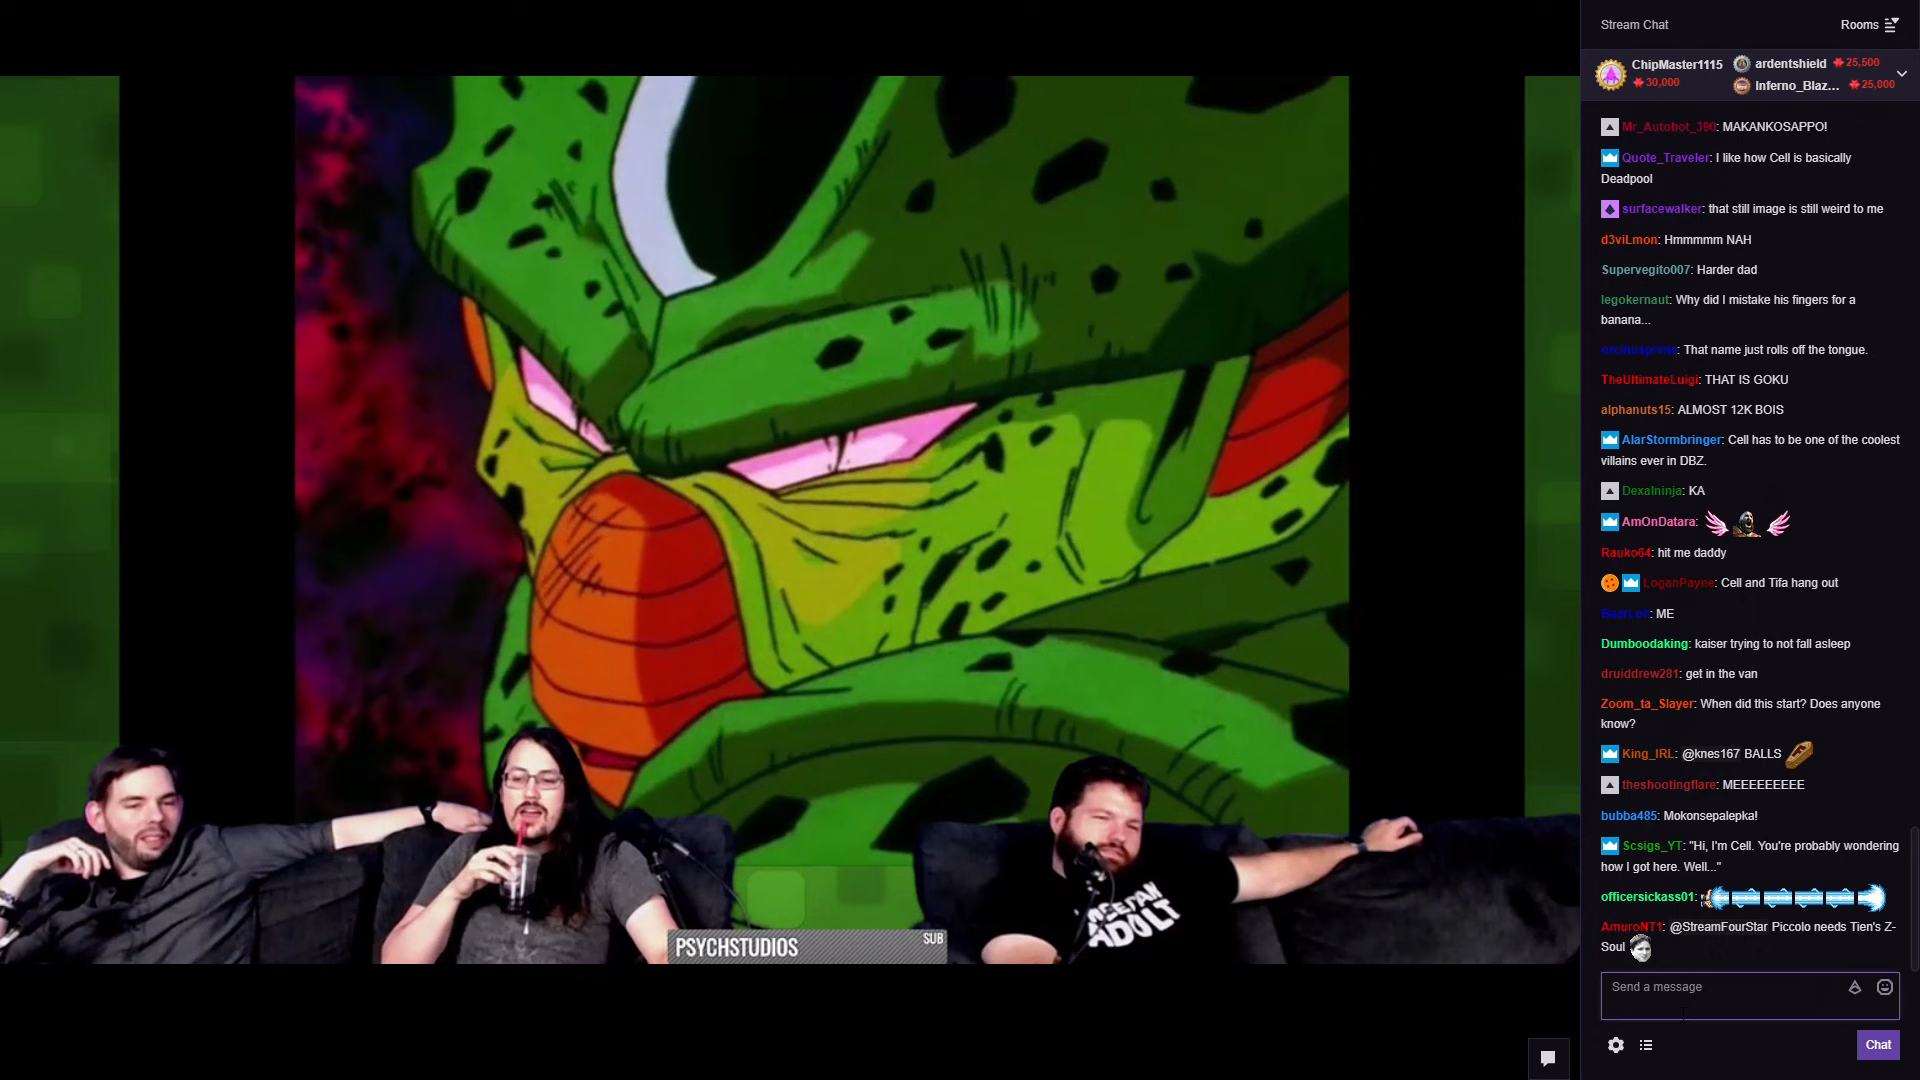 Stream Chat
Rooms
ChipMaster1115
30,000
ardentshield 25,500
Inferno_Blaz... 25,000
Mr_Autobot_390: MAKANKOSAPPO!
Quote_Traveler: I like how Cell is basically
Deadpool
surfacewalker: that still image is still weird to me
d3viLmon: Hmmmmm NAH
Supervegito007: Harder dad
legokernaut: Why did I mistake his fingers for a
banana...
: That name just rolls off the tongue.
TheUltimateLuigi: THAT IS GOKU
alphanuts15: ALMOST 12K BOIS
AlarStormbringer: Cell has to be one of the coolest
villains ever in DBZ.
Dexalninja: KA
AmOnDatara:
Rauko64: hit me daddy
LoganPayne: Cell and Tifa hang out
: ME
Dumboodaking: kaiser trying to not fall asleep
druiddrew281: get in the van
Zoom_ta_Slayer: When did this start? Does anyone
know?
King_IRL: @knes167 BALLS
theshootingflare: MEEEEEEEEE
bubba485: Mokonsepalepka!
Scsigs_YT: "Hi, I'm Cell. You're probably wondering
how I got here. Well..."
officersickass01:
AmuroNT1: @StreamFourStar Piccolo needs Tien's Z-
Soul
Send a message
Chat
ADULT
PSYCHSTUDIOS
SUB